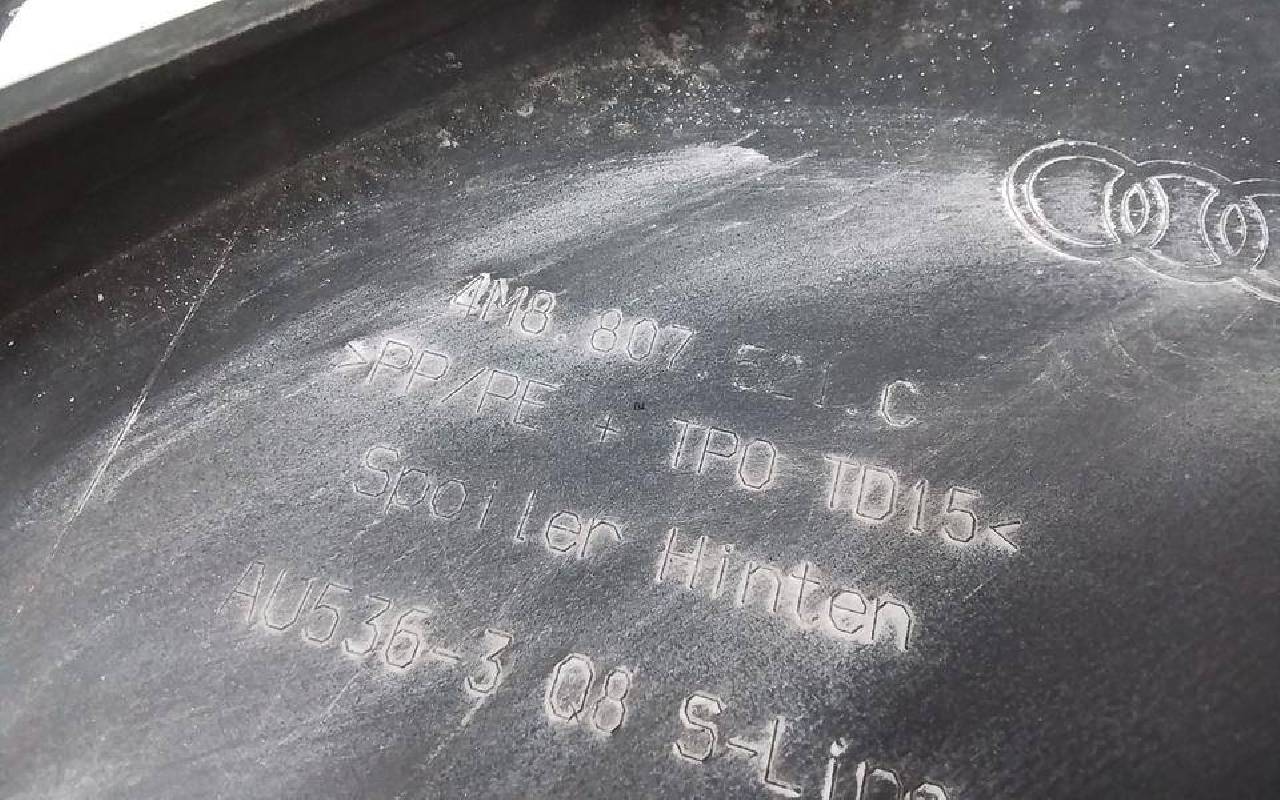 4M8.807.521.C
>PP/PE + TPO TD15<
Spoiler Hinten
AU536-3 Q8 S-Line